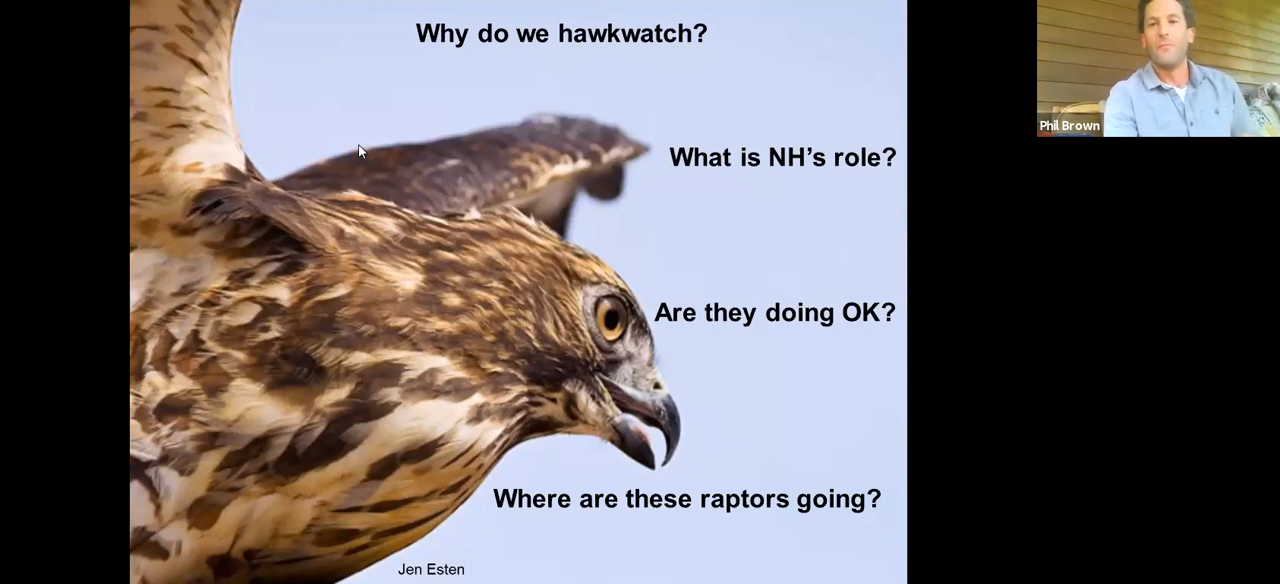 Why do we hawkwatch?
Phil Brown
What is NH’s role?
Are they doing OK?
Where are these raptors going?
Jen Esten